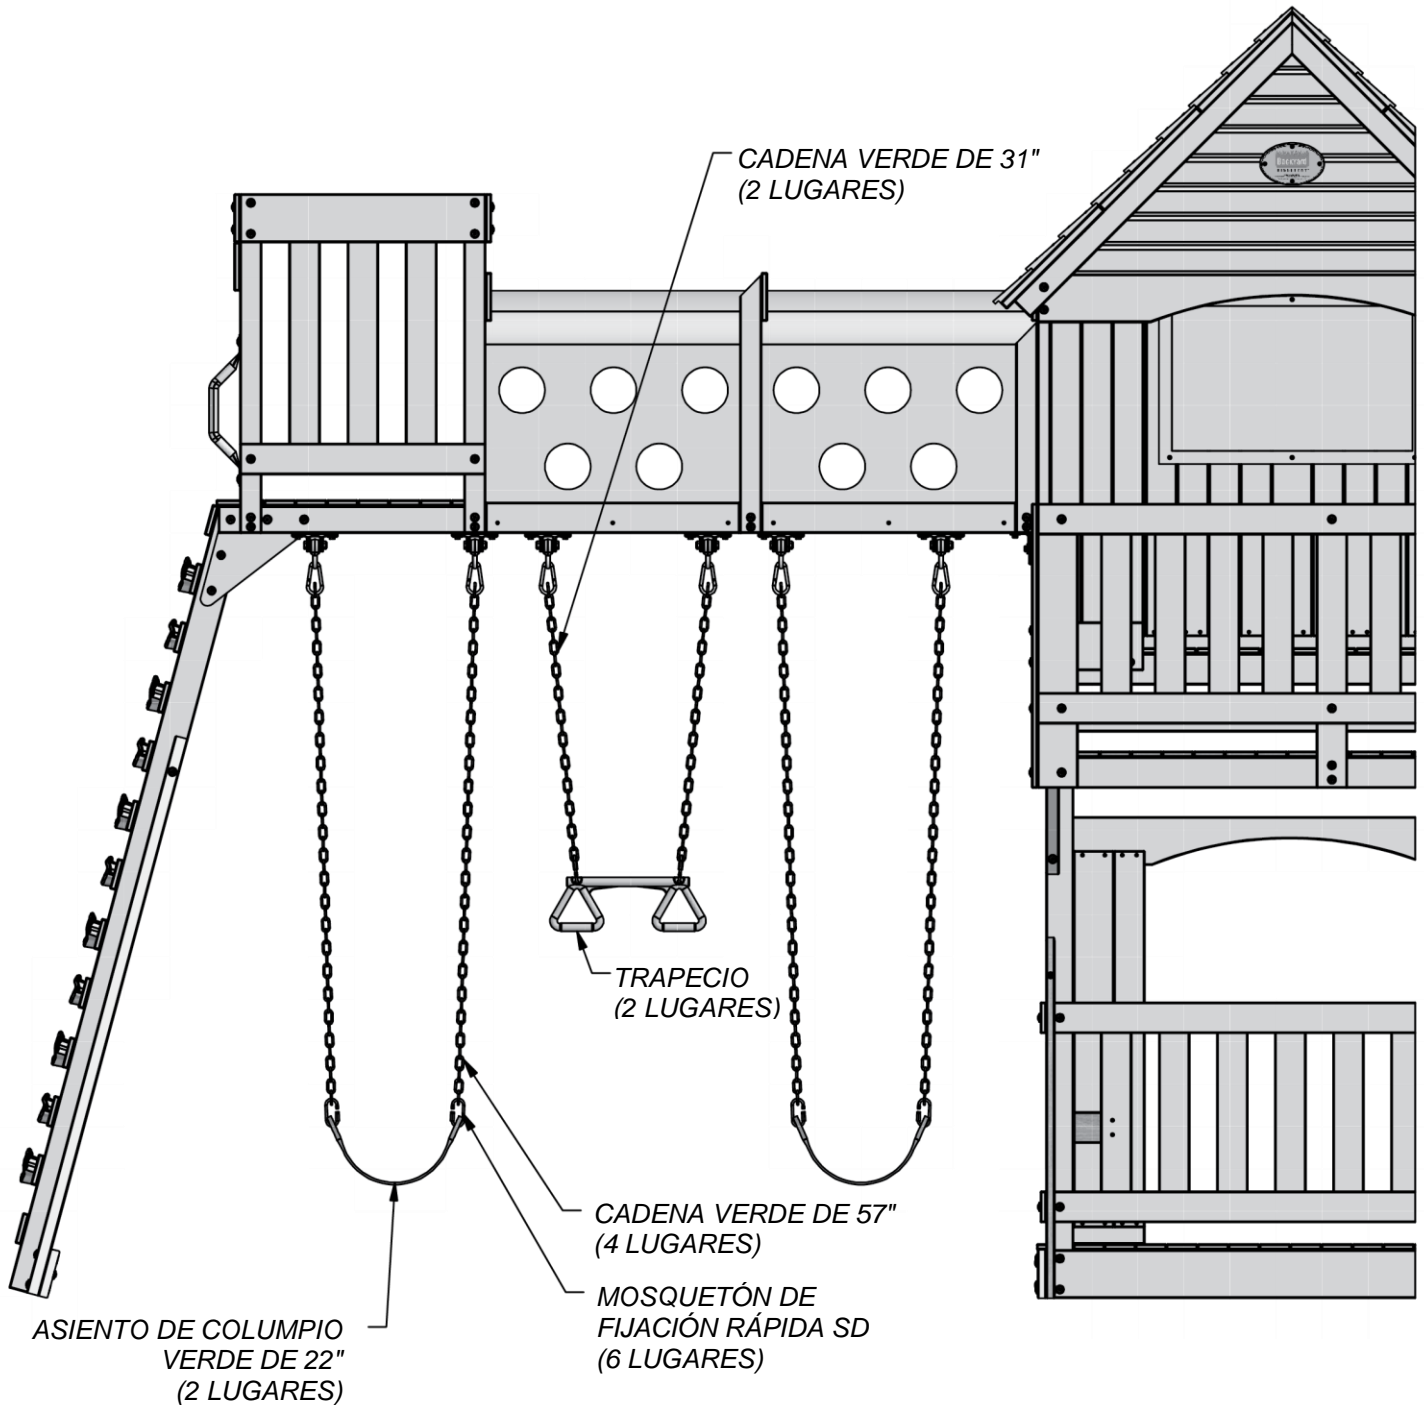 CADENA VERDE DE 31"
(2 LUGARES)
TRAPECIO
(2 LUGARES)
CADENA VERDE DE 57"
(4 LUGARES)
MOSQUETÓN DE
FIJACIÓN RÁPIDA SD
(6 LUGARES)
ASIENTO DE COLUMPIO
VERDE DE 22"
(2 LUGARES)